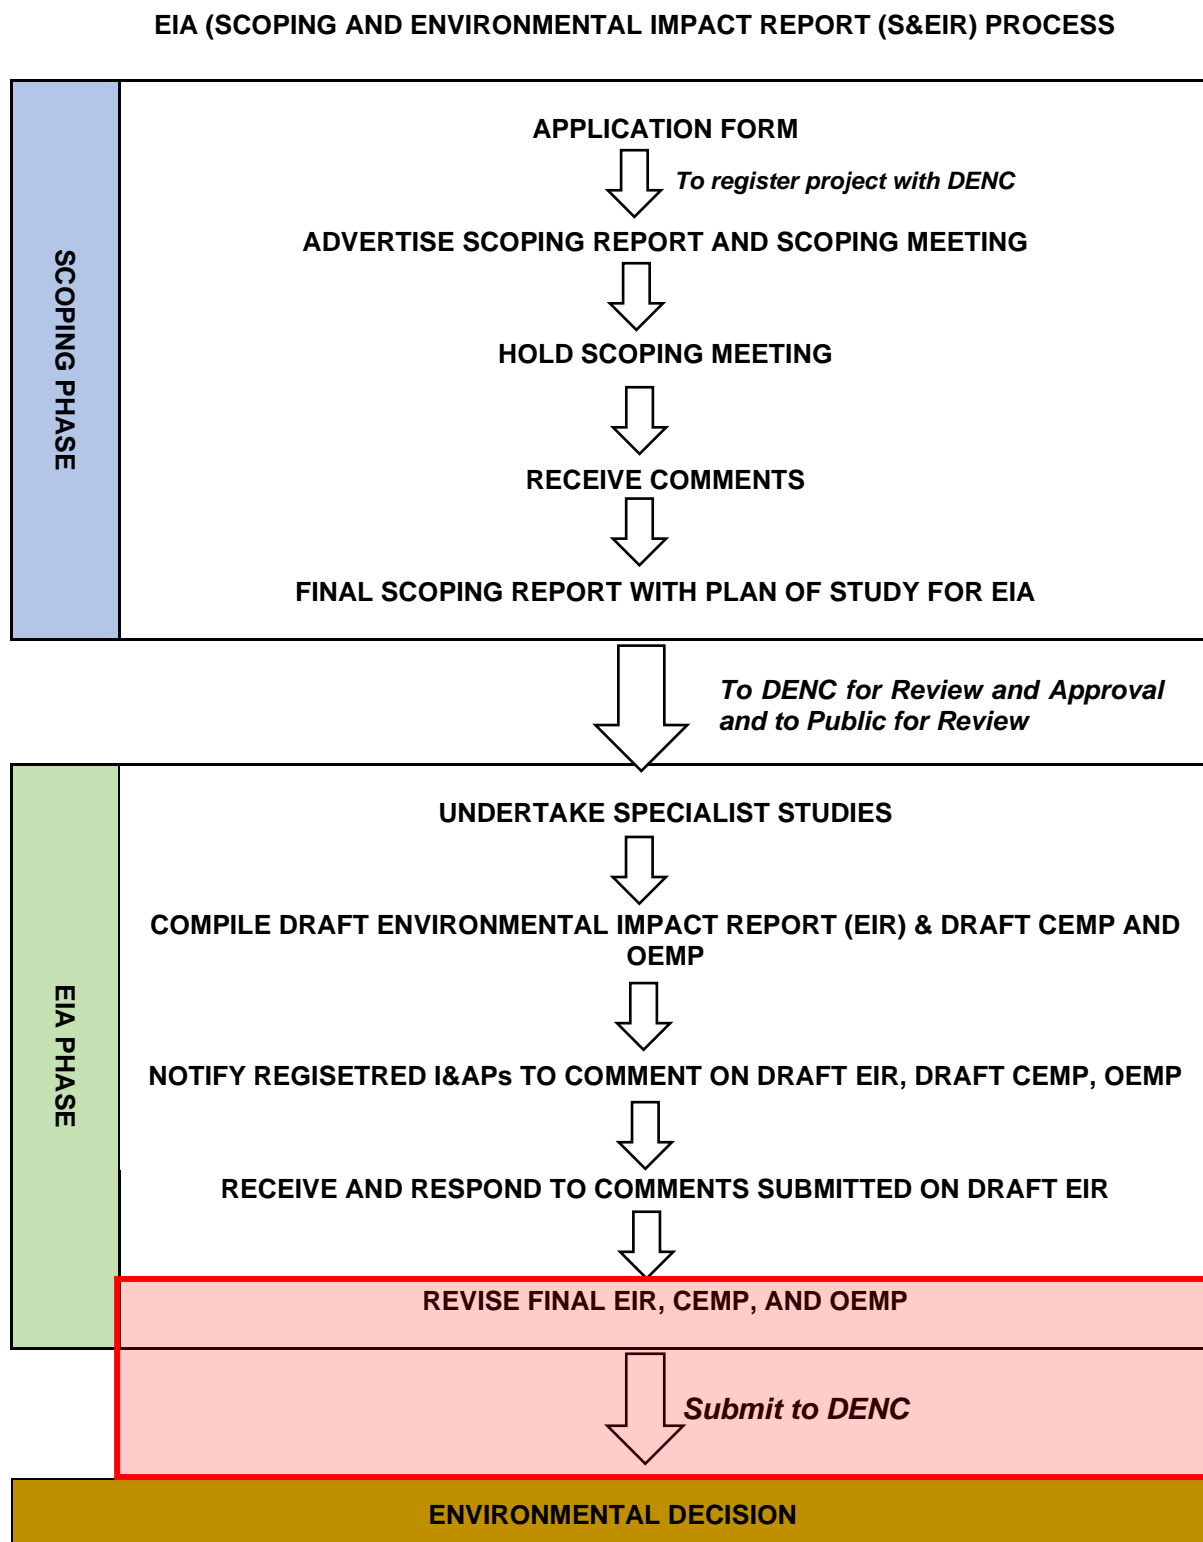 EIA (SCOPING AND ENVIRONMENTAL IMPACT REPORT (S&EIR) PROCESS
SCOPING PHASE
APPLICATION FORM
To register project with DENC
ADVERTISE SCOPING REPORT AND SCOPING MEETING
HOLD SCOPING MEETING
RECEIVE COMMENTS
FINAL SCOPING REPORT WITH PLAN OF STUDY FOR EIA
To DENC for Review and Approval
and to Public for Review
EIA PHASE
UNDERTAKE SPECIALIST STUDIES
COMPILE DRAFT ENVIRONMENTAL IMPACT REPORT (EIR) & DRAFT CEMP AND
OEMP
NOTIFY REGISETRED I&APs TO COMMENT ON DRAFT EIR, DRAFT CEMP, OEMP
RECEIVE AND RESPOND TO COMMENTS SUBMITTED ON DRAFT EIR
REVISE FINAL EIR, CEMP, AND OEMP
Submit to DENC
ENVIRONMENTAL DECISION